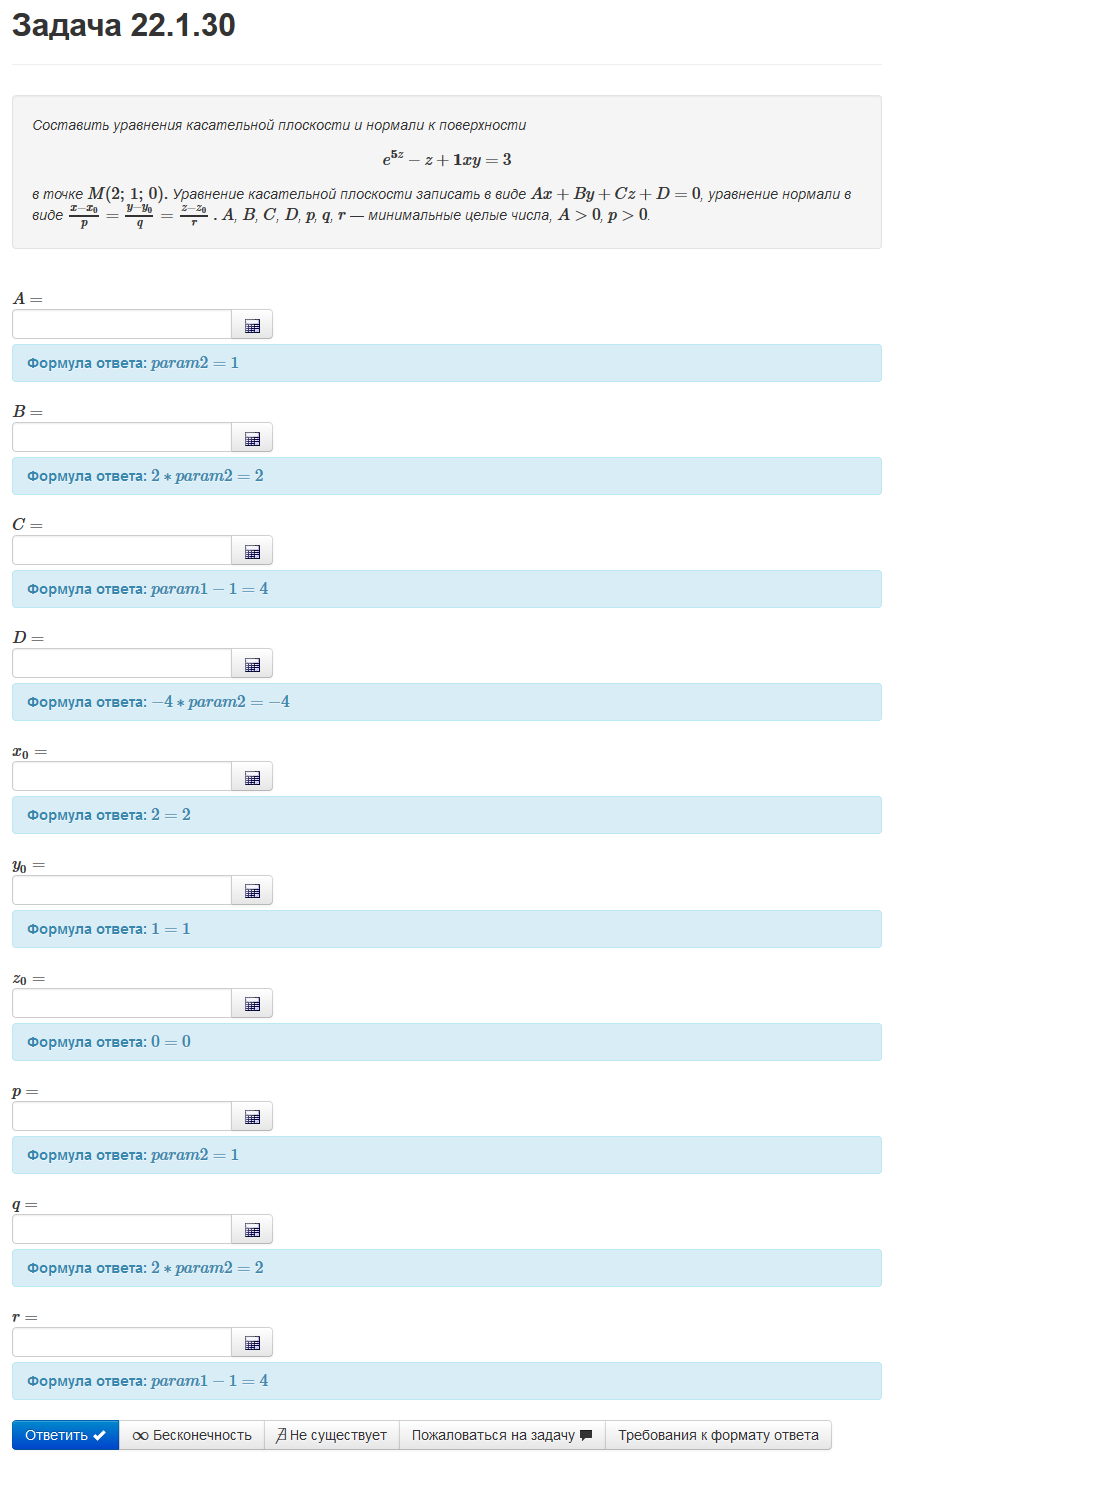 Задача 22.1.30
Составить уравнения касательной плоскости и нормали к поверхности
e^{5z} − z + 1xy = 3
в точке M(2; 1; 0). Уравнение касательной плоскости записать в виде Ax + By + Cz + D = 0, уравнение нормали в
виде \frac{x−x_0}{p} = \frac{y−y_0}{q} = \frac{z−z_0}{r} . A, B, C, D, p, q, r — минимальные целые числа, A > 0, p > 0.
A =
Формула ответа: param2 = 1
B =
Формула ответа: 2 ∗ param2 = 2
C =
Формула ответа: param1 − 1 = 4
D =
Формула ответа: −4 ∗ param2 = −4
x_0 =
Формула ответа: 2 = 2
y_0 =
Формула ответа: 1 = 1
z_0 =
Формула ответа: 0 = 0
p =
Формула ответа: param2 = 1
q =
Формула ответа: 2 ∗ param2 = 2
r =
Формула ответа: param1 − 1 = 4
Ответить ✔ ∞ Бесконечность ∄ Не существует Пожаловаться на задачу Требования к формату ответа